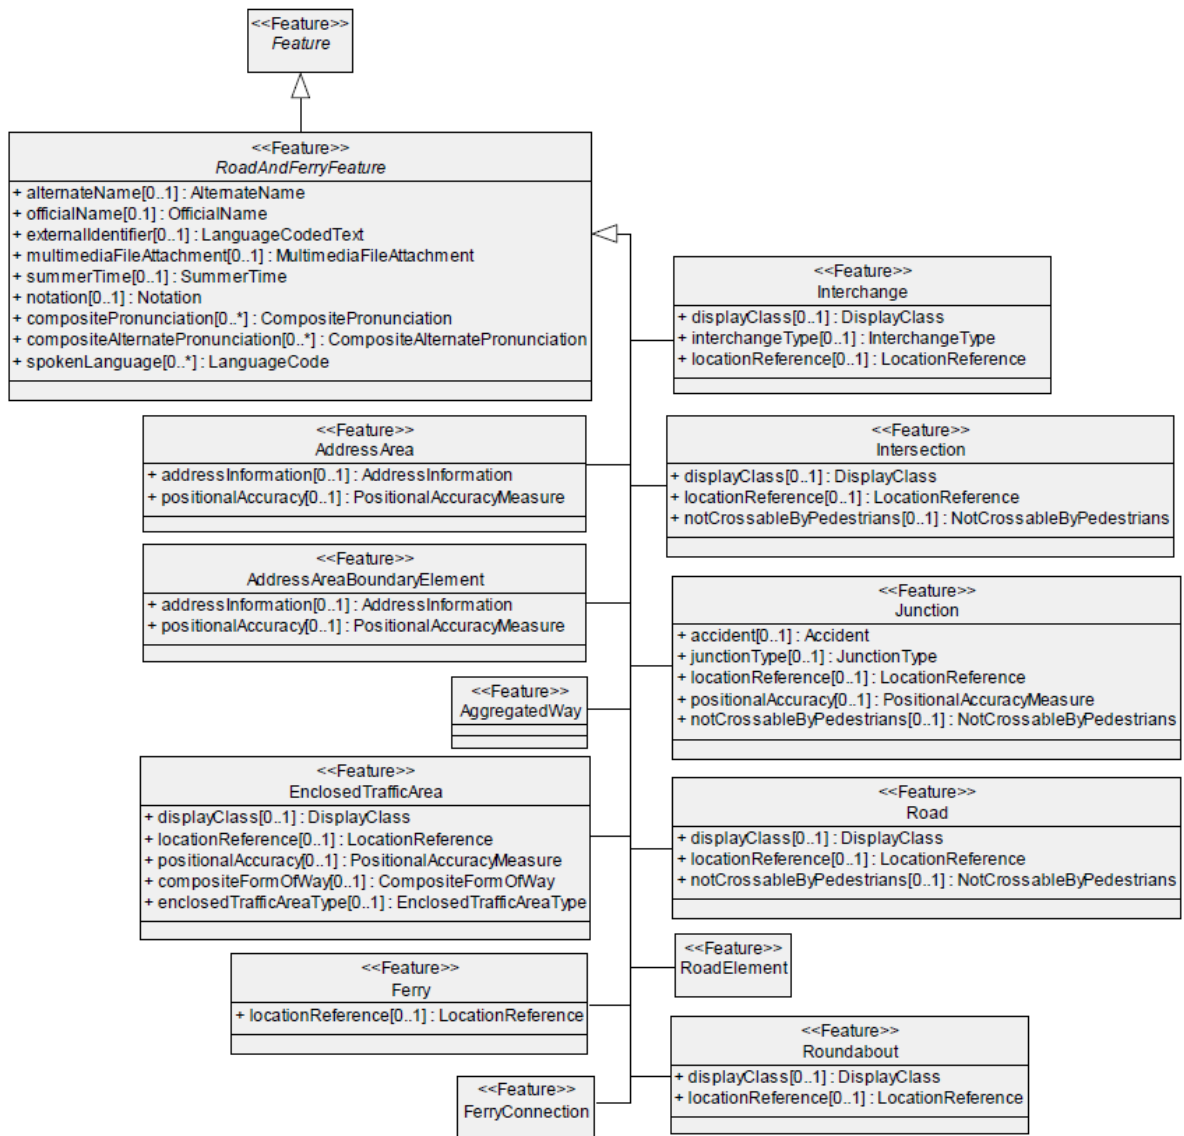 <<Feature>>
Feature
<<Feature>>
RoadAndFerryFeature
+ alternateName[0..1] : AlternateName
+ officialName[0.1] : OfficialName
+ externalIdentifier[0..1] : LanguageCodedText
+ multimediaFileAttachment[0..1] : MultimediaFileAttachment
+ summerTime[0..1] : SummerTime
+ notation[0..1] : Notation
+ compositePronunciation[0..*] : CompositePronunciation
+ compositeAlternatePronunciation[0..*] : CompositeAlternatePronunciation
+ spokenLanguage[0..*] : LanguageCode
<<Feature>>
Interchange
+ displayClass[0..1] : DisplayClass
+ interchangeType[0..1] : InterchangeType
+ locationReference[0..1] : LocationReference
<<Feature>>
AddressArea
+ addressInformation[0..1] : AddressInformation
+ positionalAccuracy[0..1] : PositionalAccuracyMeasure
<<Feature>>
Intersection
+ displayClass[0..1] : DisplayClass
+ locationReference[0..1] : LocationReference
+ notCrossableByPedestrians[0..1] : NotCrossableByPedestrians
<<Feature>>
AddressAreaBoundaryElement
+ addressInformation[0..1] : AddressInformation
+ positionalAccuracy[0..1] : PositionalAccuracyMeasure
<<Feature>>
Junction
+ accident[0..1] : Accident
+ junctionType[0..1] : JunctionType
+ locationReference[0..1] : LocationReference
+ positionalAccuracy[0..1] : PositionalAccuracyMeasure
+ notCrossableByPedestrians[0..1] : NotCrossableByPedestrians
<<Feature>>
AggregatedWay
<<Feature>>
EnclosedTrafficArea
+ displayClass[0..1] : DisplayClass
+ locationReference[0..1] : LocationReference
+ positionalAccuracy[0..1] : PositionalAccuracyMeasure
+ compositeFormOfWay[0..1] : CompositeFormOfWay
+ enclosedTrafficAreaType[0..1] : EnclosedTrafficAreaType
<<Feature>>
Road
+ displayClass[0..1] : DisplayClass
+ locationReference[0..1] : LocationReference
+ notCrossableByPedestrians[0..1] : NotCrossableByPedestrians
<<Feature>>
RoadElement
<<Feature>>
Ferry
+ locationReference[0..1] : LocationReference
<<Feature>>
Roundabout
+ displayClass[0..1] : DisplayClass
+ locationReference[0..1] : LocationReference
<<Feature>>
FerryConnection